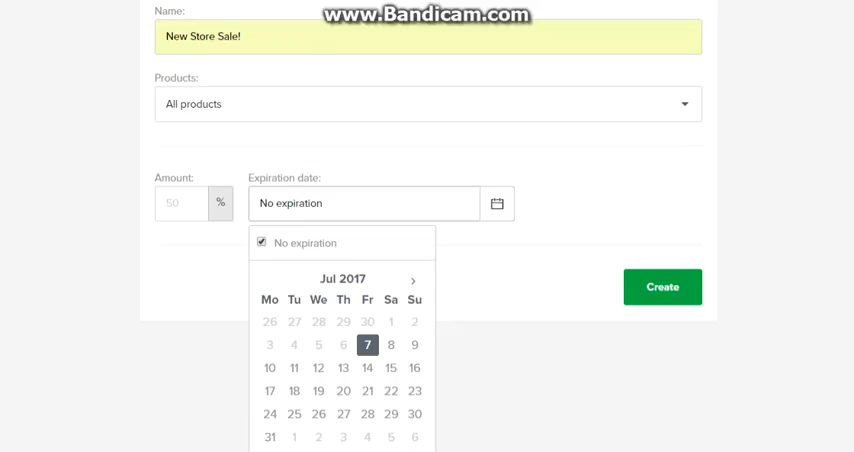 www.Bandicam.com
Name:
New Store Sale!
Products:
All products
Amount:
Expiration date:
50
%
No expiration
No expiration
Jul 2017
Mo Tu We Th Fr Sa Su
26 27 28 29 30 1 2
3 4 5 6 7 8 9
10 11 12 13 14 15 16
17 18 19 20 21 22 23
24 25 26 27 28 29 30
31 1 2 3 4 5 6
Create